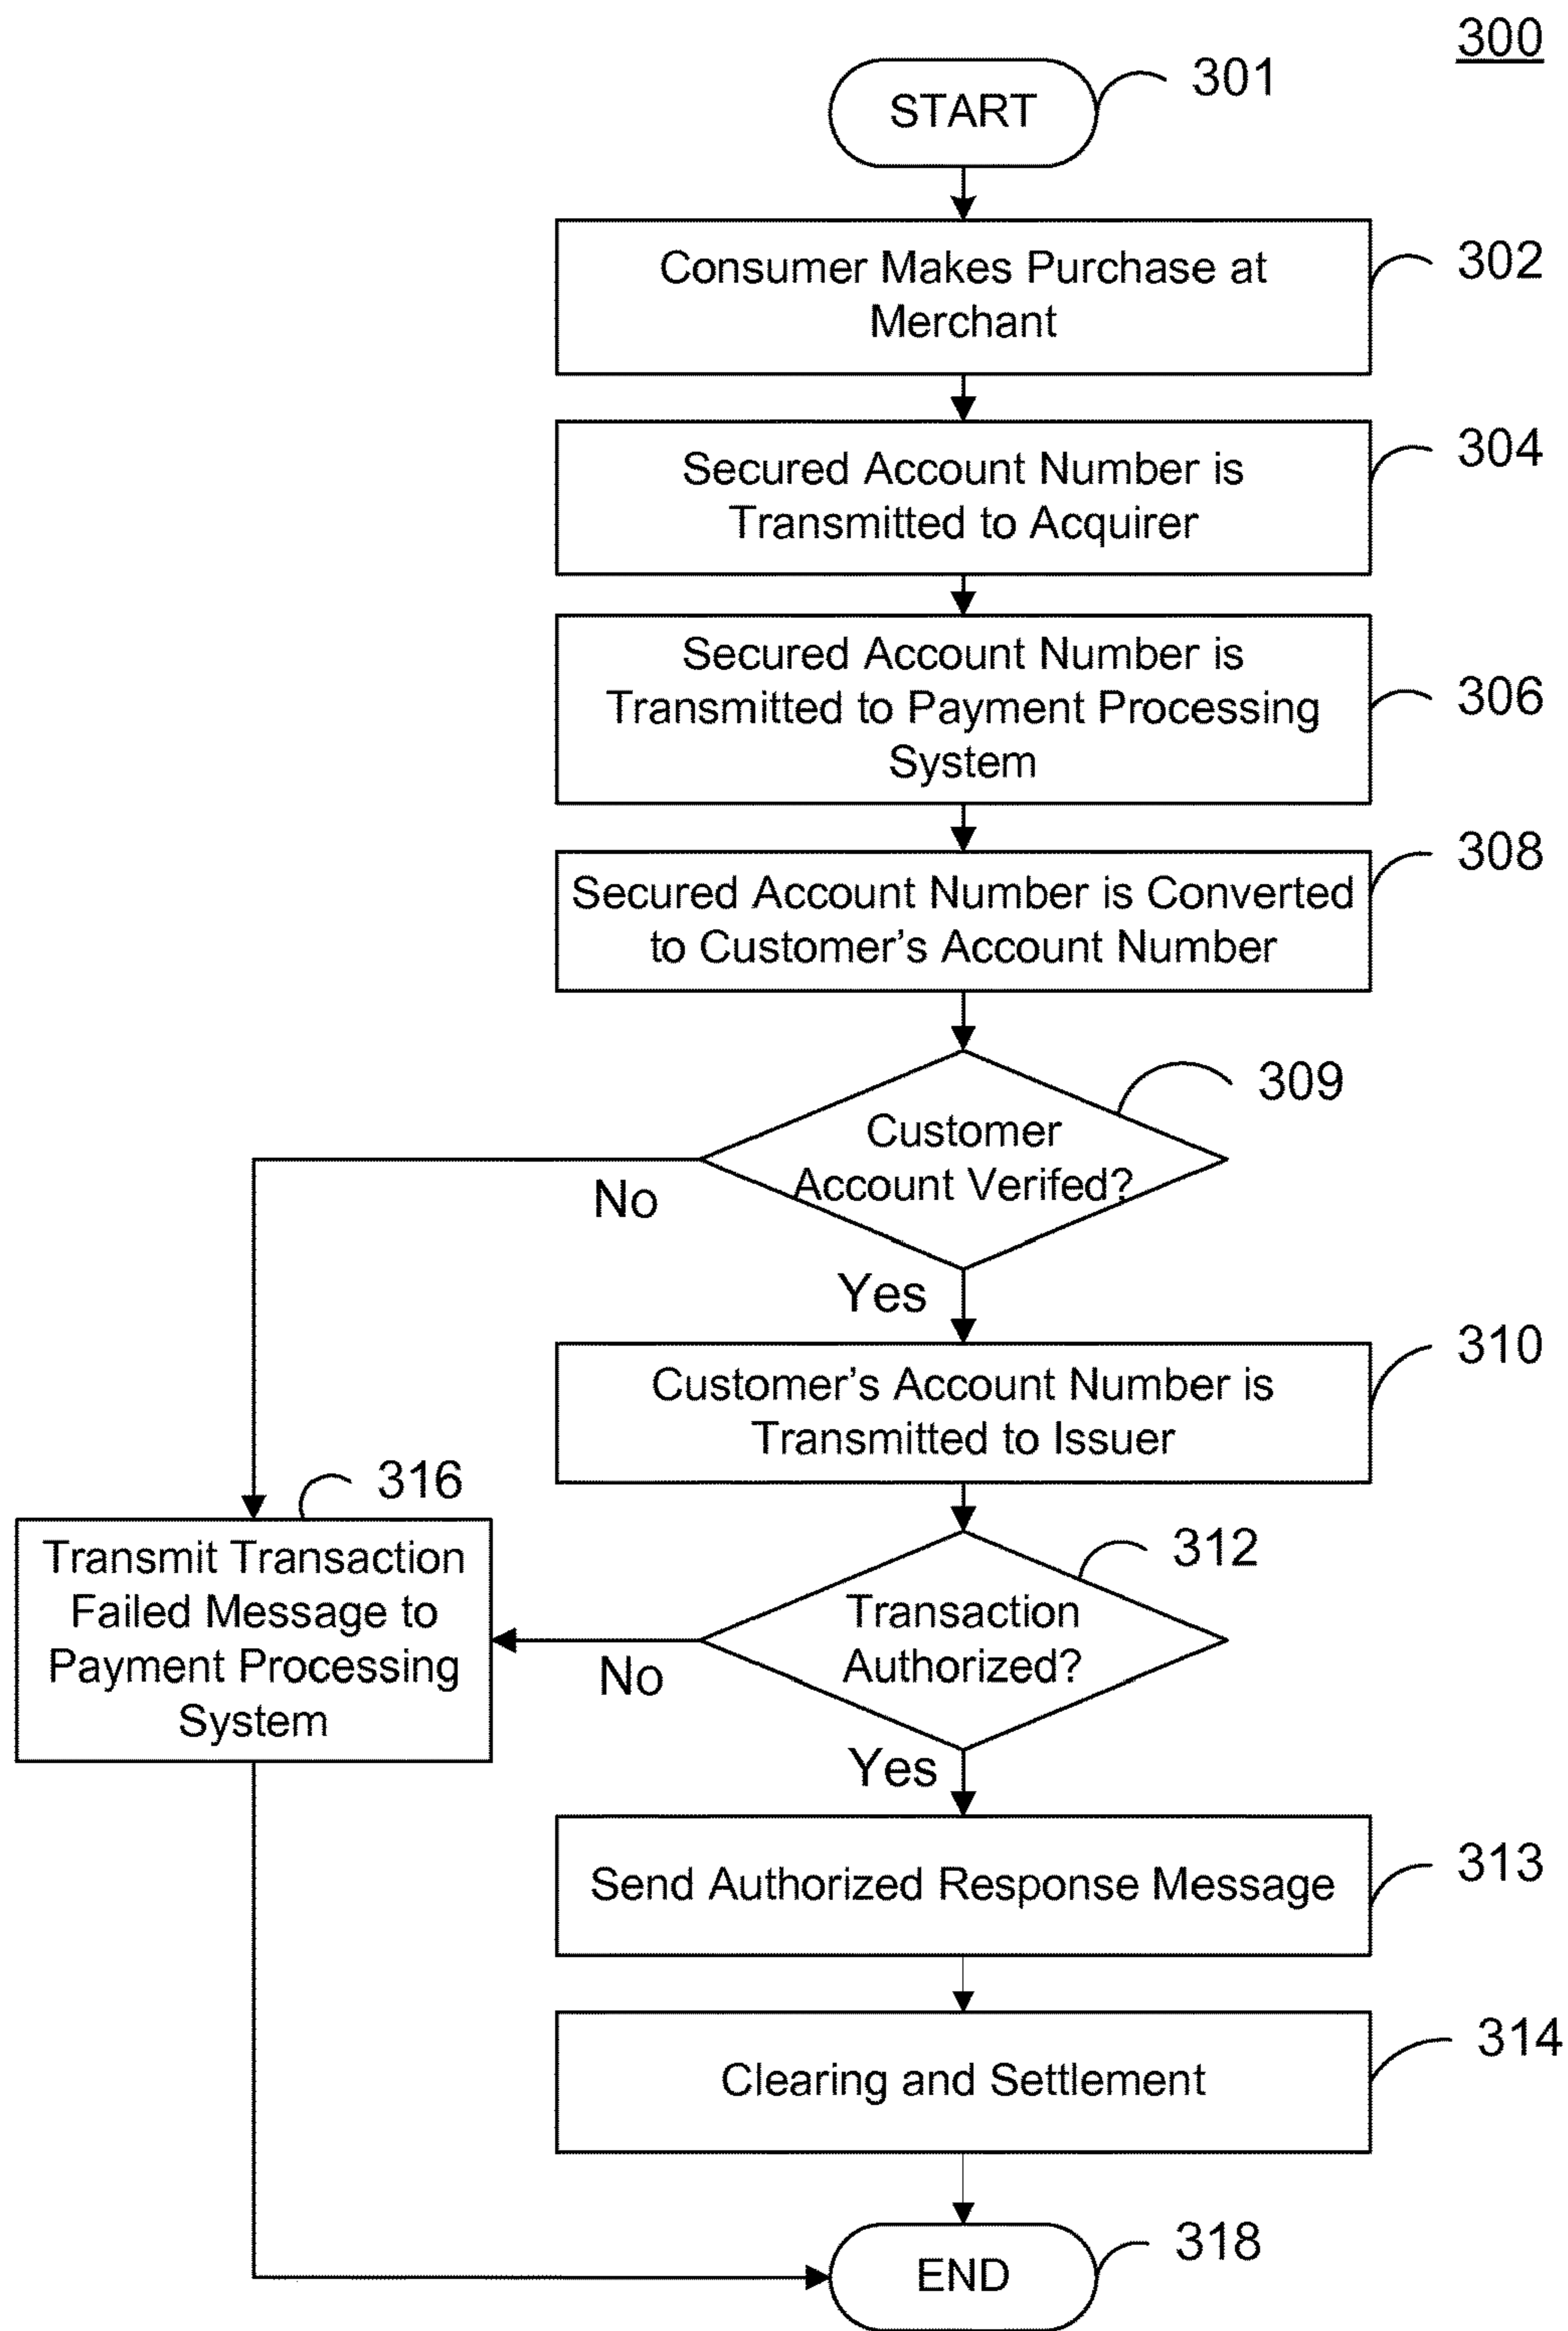 300
START
301
Consumer Makes Purchase at
Merchant
302
Secured Account Number is
Transmitted to Acquirer
304
Secured Account Number is
Transmitted to Payment Processing
System
306
Secured Account Number is Converted
to Customer's Account Number
308
Customer
Account Verifed?
309
No
Yes
Customer's Account Number is
Transmitted to Issuer
310
Transaction
Authorized?
312
No
Yes
Transmit Transaction
Failed Message to
Payment Processing
System
316
Send Authorized Response Message
313
Clearing and Settlement
314
END
318